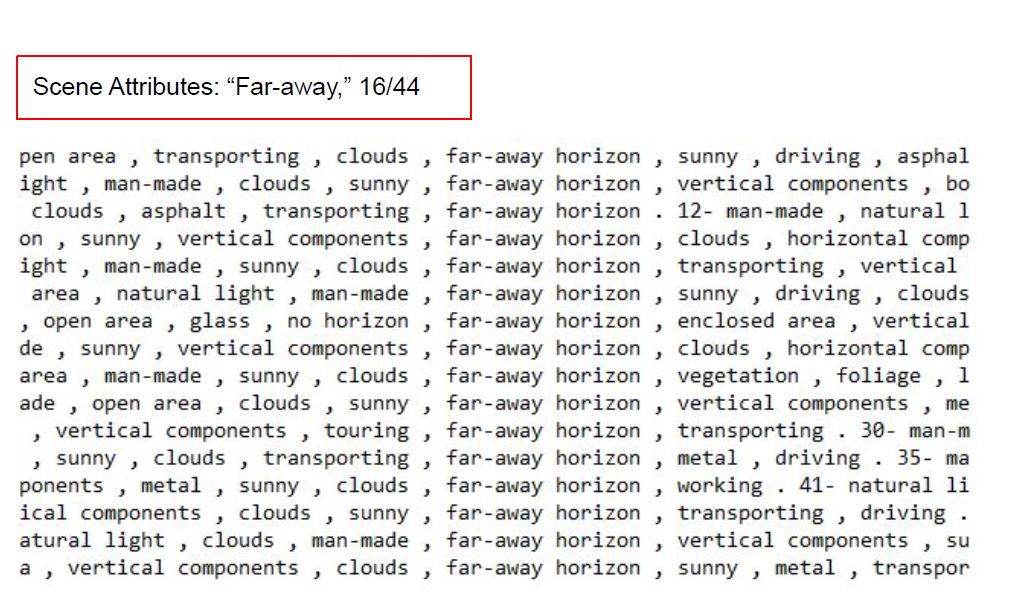 Scene Attributes: “Far-away,” 16/44
pen area , transporting , clouds , far-away horizon , sunny , driving , asphal
ight , man-made , clouds , sunny , far-away horizon , vertical components , bo
clouds , asphalt , transporting , far-away horizon . 12- man-made , natural l
on , sunny , vertical components , far-away horizon , clouds , horizontal comp
ight , man-made , sunny , clouds , far-away horizon , transporting , vertical
area , natural light , man-made , far-away horizon , sunny , driving , clouds
, open area , glass , no horizon , far-away horizon , enclosed area , vertical
de , sunny , vertical components , far-away horizon , clouds , horizontal comp
area , man-made , sunny , clouds , far-away horizon , vegetation , foliage , l
ade , open area , clouds , sunny , far-away horizon , vertical components , me
, vertical components , touring , far-away horizon , transporting . 30- man-m
, sunny , clouds , transporting , far-away horizon , metal , driving . 35- ma
ponents , metal , sunny , clouds , far-away horizon , working . 41- natural li
ical components , clouds , sunny , far-away horizon , transporting , driving .
atural light , clouds , man-made , far-away horizon , vertical components , su
a , vertical components , clouds , far-away horizon , sunny , metal , transpor